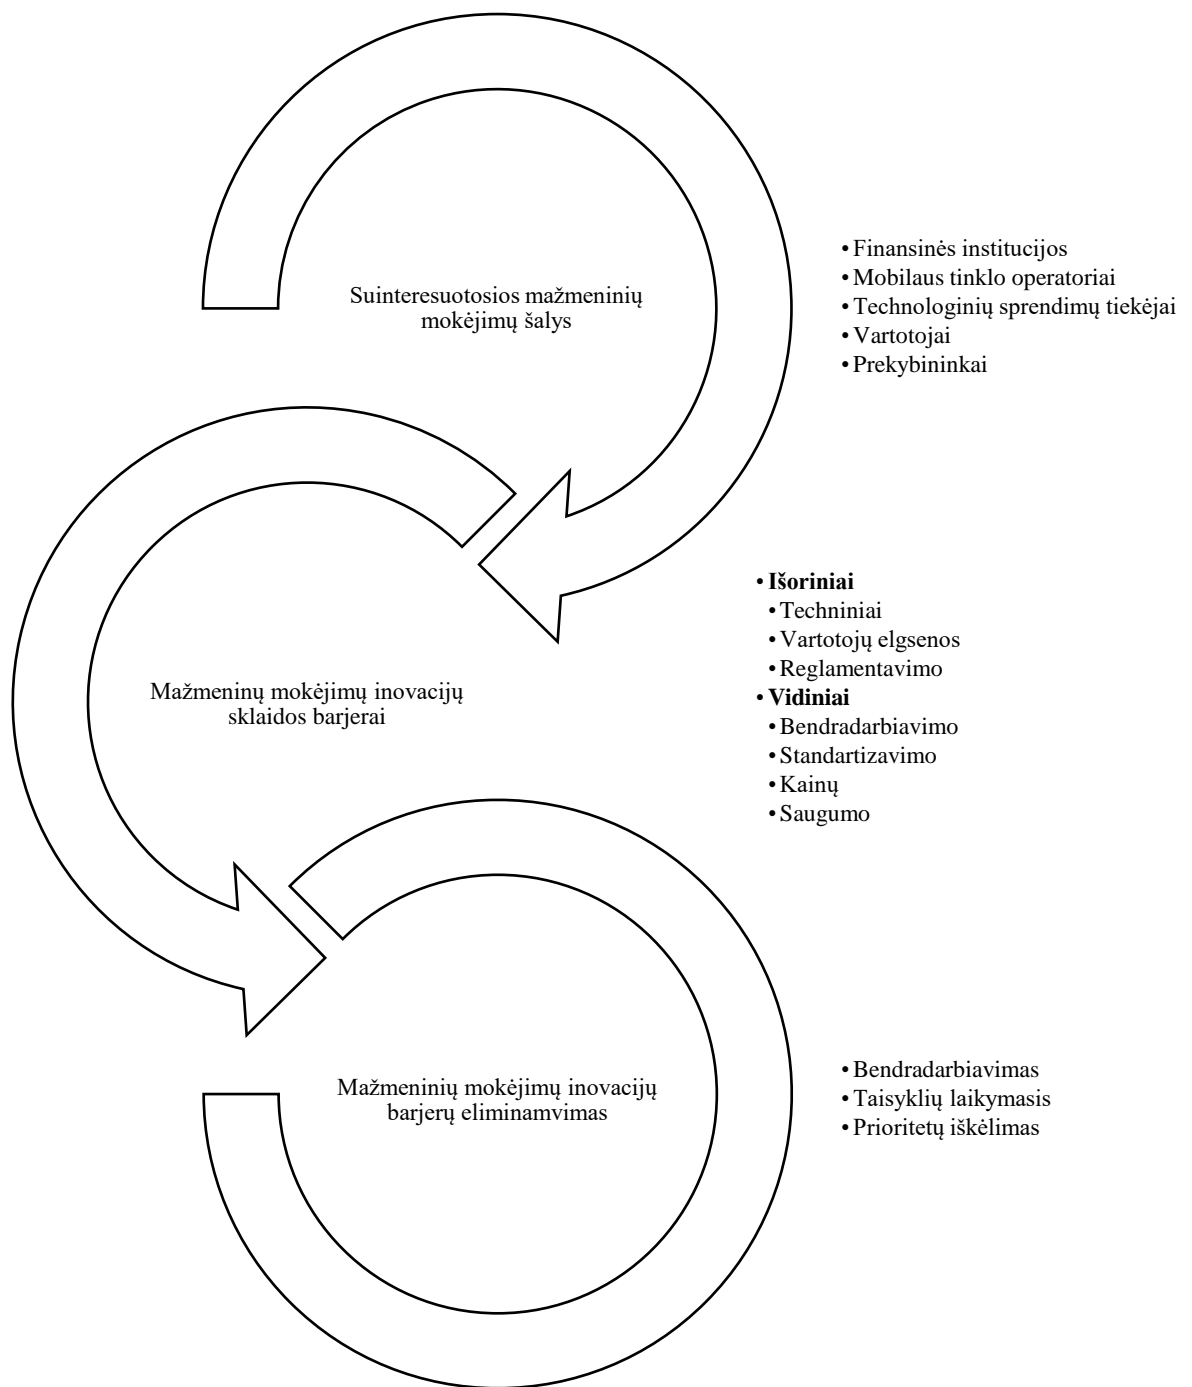 Suinteresuotosios mažmeninių
mokėjimų šalys
• Finansinės institucijos
• Mobilaus tinklo operatoriai
• Technologinių sprendimų tiekėjai
• Vartotojai
• Prekybininkai
Mažmeninų mokėjimų inovacijų
sklaidos barjerai
• Išoriniai
• Techniniai
• Vartotojų elgsenos
• Reglamentavimo
• Vidiniai
• Bendradarbiavimo
• Standartizavimo
• Kainų
• Saugumo
Mažmeninių mokėjimų inovacijų
barjerų eliminamvimas
• Bendradarbiavimas
• Taisyklių laikymasis
• Prioritetų iškėlimas